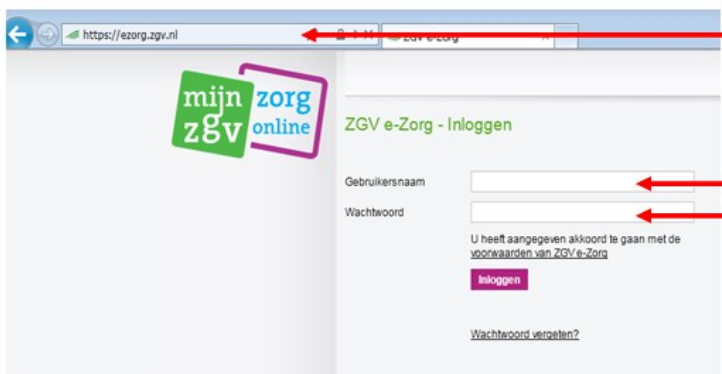 https://ezorg.zgv.nl
ZGV e-Zorg
mijn zorg
zgv online
ZGV e-Zorg - Inloggen
Gebruikersnaam
Wachtwoord
U heeft aangegeven akkoord te gaan met de
voorwaarden van ZGV e-Zorg
Inloggen
Wachtwoord vergeten?